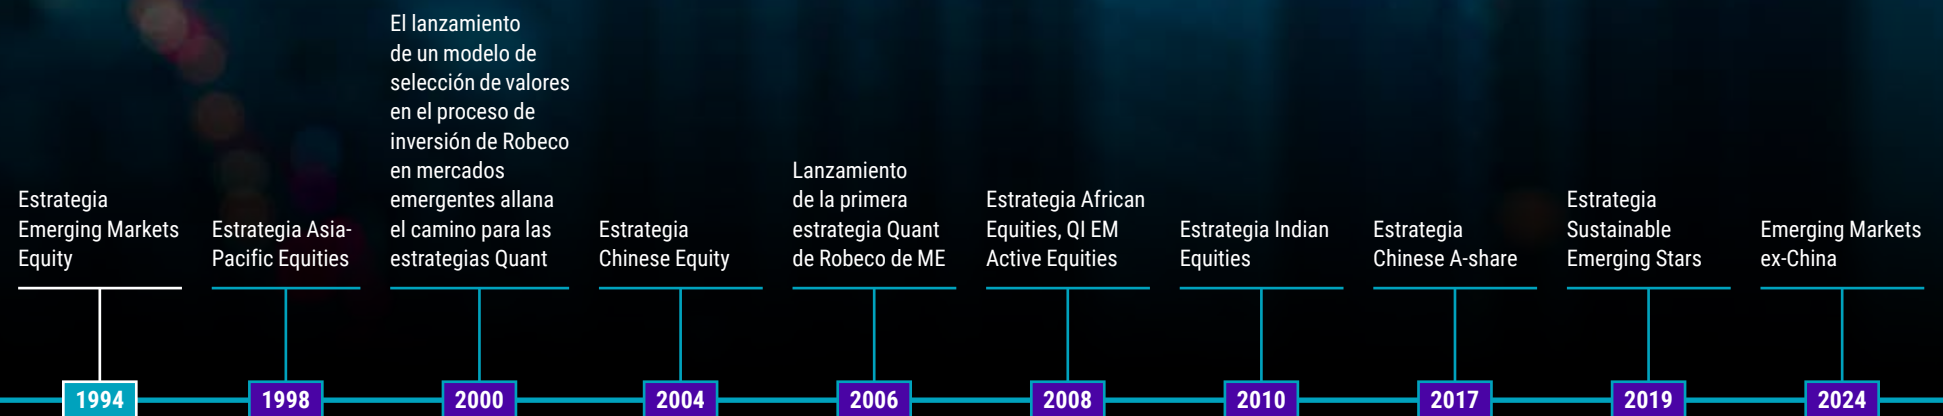 Estrategia
Emerging Markets
Equity
1994
Estrategia Asia-
Pacific Equities
1998
El lanzamiento
de un modelo de
selección de valores
en el proceso de
inversión de Robeco
en mercados
emergentes allana
el camino para las
estrategias Quant
2000
Estrategia
Chinese Equity
2004
Lanzamiento
de la primera
estrategia Quant
de Robeco de ME
2006
Estrategia African
Equities, QI EM
Active Equities
2008
Estrategia Indian
Equities
2010
Estrategia
Chinese A-share
2017
Estrategia
Sustainable
Emerging Stars
2019
Emerging Markets
ex-China
2024